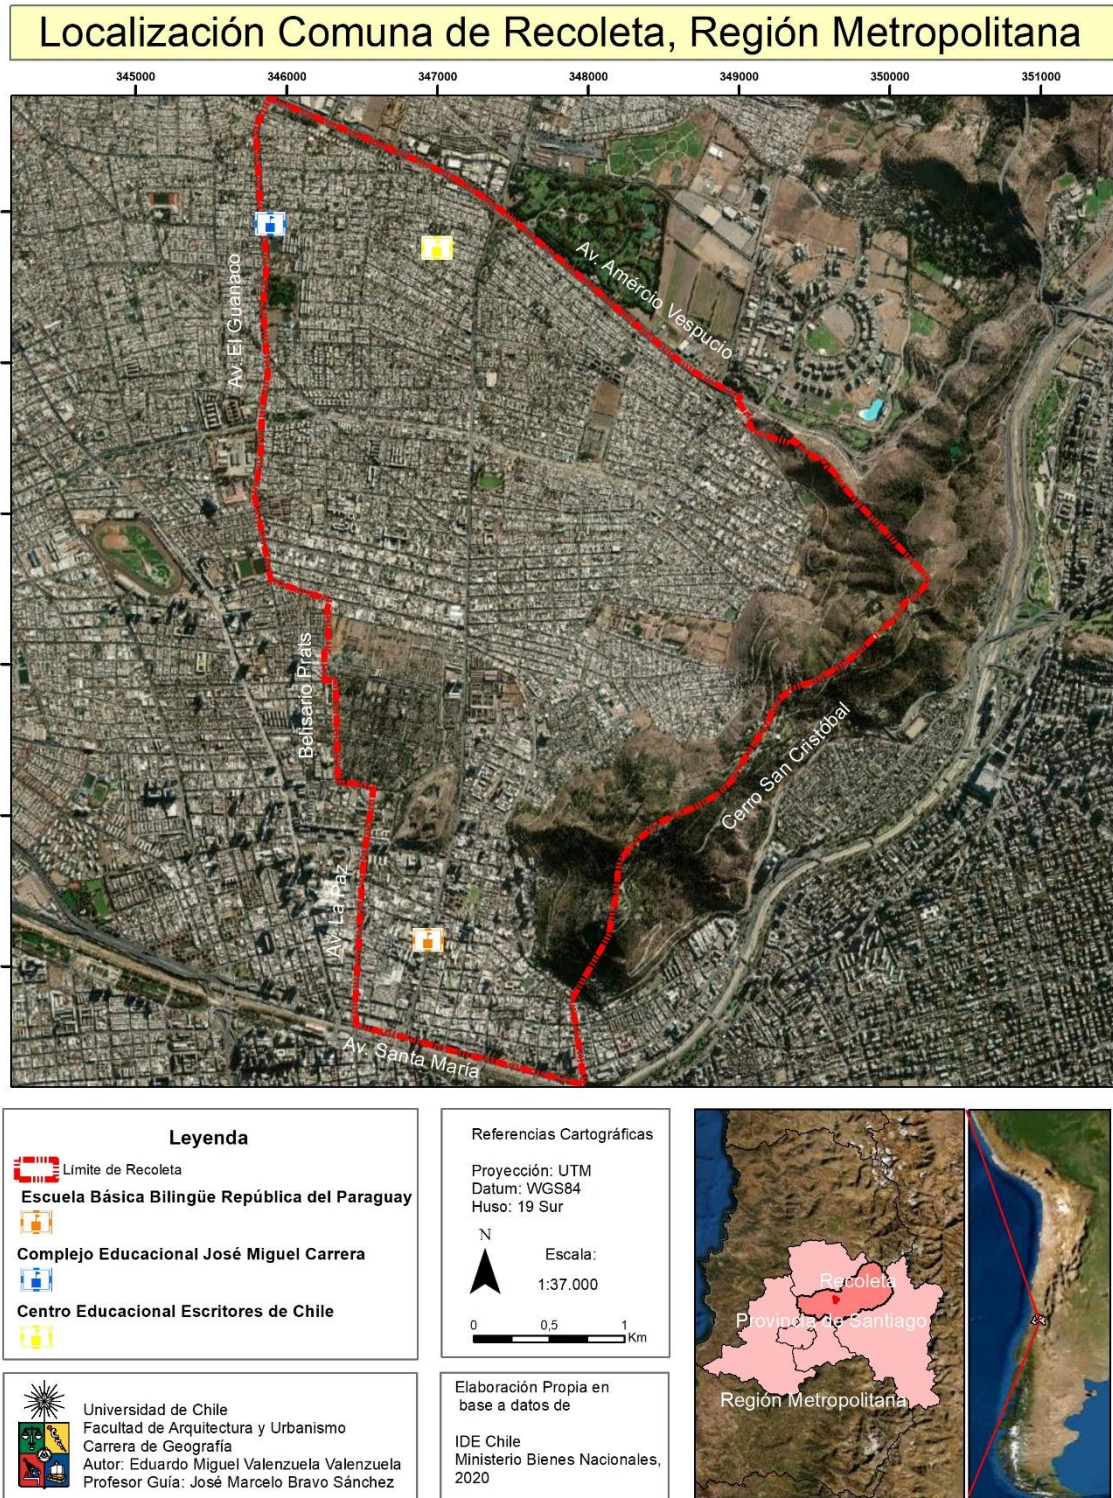 Localización Comuna de Recoleta, Región Metropolitana
345000 346000 347000 348000 349000 350000 351000
Av. El Guanaco
Av. Amércio Vespucio
Belisario Prats
Cerro San Cristóbal
Av. La Paz
Av. Santa María
Leyenda
Límite de Recoleta
Escuela Básica Bilingüe República del Paraguay
Complejo Educacional José Miguel Carrera
Centro Educacional Escritores de Chile
Referencias Cartográficas
Proyección: UTM
Datum: WGS84
Huso: 19 Sur
N
Escala:
1:37.000
0 0,5 1
Km
Recoleta
Provincia de Santiago
Región Metropolitana
Universidad de Chile
Facultad de Arquitectura y Urbanismo
Carrera de Geografía
Autor: Eduardo Miguel Valenzuela Valenzuela
Profesor Guía: José Marcelo Bravo Sánchez
Elaboración Propia en
base a datos de
IDE Chile
Ministerio Bienes Nacionales,
2020